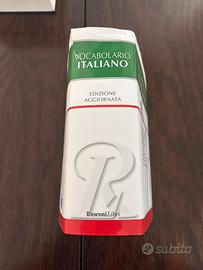 VOCABOLARIO
ITALIANO
EDIZIONE
AGGIORNATA
RusconiLibri
subito